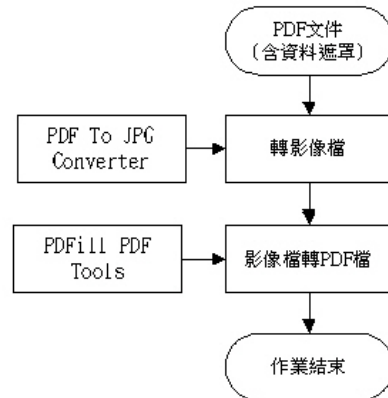 PDF文件
(含資料遮罩)
PDF To JPG
Converter
轉影像檔
PDFill PDF
Tools
影像檔轉PDF檔
作業結束